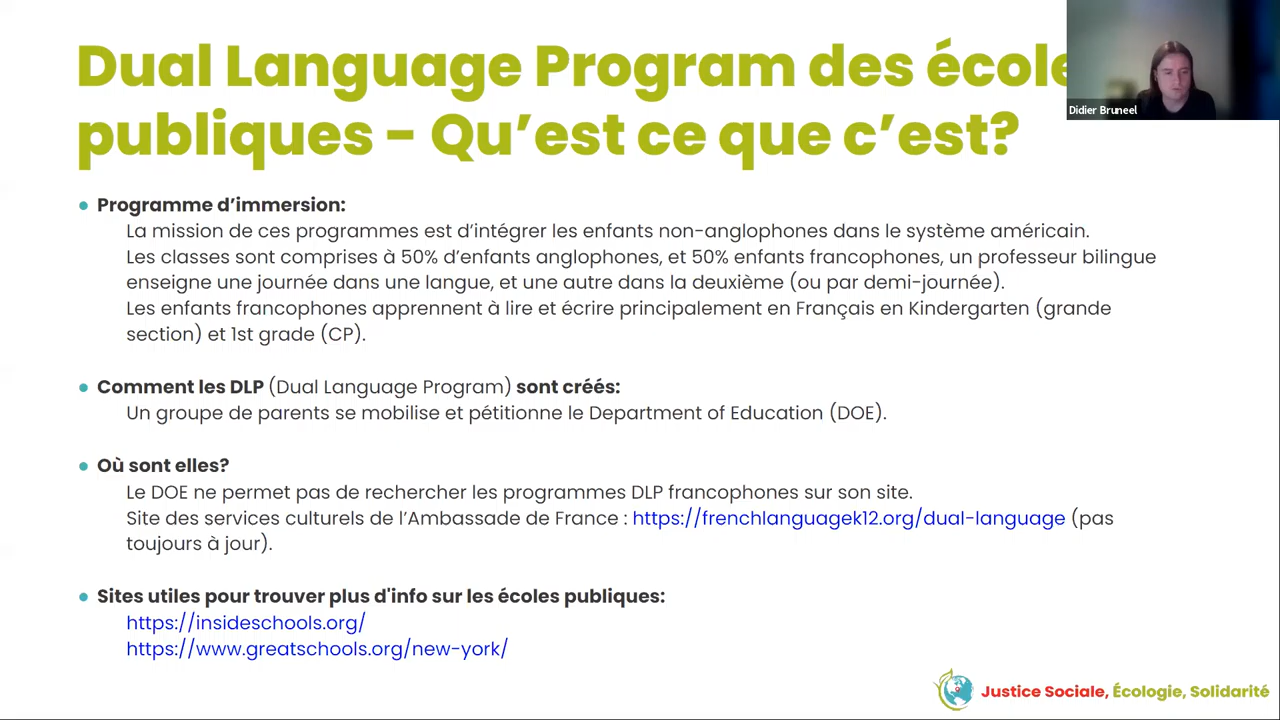 Dual Language Program des école
publiques - Qu’est ce que c’est?
Didier Bruneel
● Programme d’immersion:
La mission de ces programmes est d’intégrer les enfants non-anglophones dans le système américain.
Les classes sont comprises à 50% d’enfants anglophones, et 50% enfants francophones, un professeur bilingue
enseigne une journée dans une langue, et une autre dans la deuxième (ou par demi-journée).
Les enfants francophones apprennent à lire et écrire principalement en Français en Kindergarten (grande
section) et 1st grade (CP).
● Comment les DLP (Dual Language Program) sont créés:
Un groupe de parents se mobilise et pétitionne le Department of Education (DOE).
● Où sont elles?
Le DOE ne permet pas de rechercher les programmes DLP francophones sur son site.
Site des services culturels de l’Ambassade de France : https://frenchlanguagek12.org/dual-language (pas
toujours à jour).
● Sites utiles pour trouver plus d'info sur les écoles publiques:
https://insideschools.org/
https://www.greatschools.org/new-york/
Justice Sociale, Écologie, Solidarité